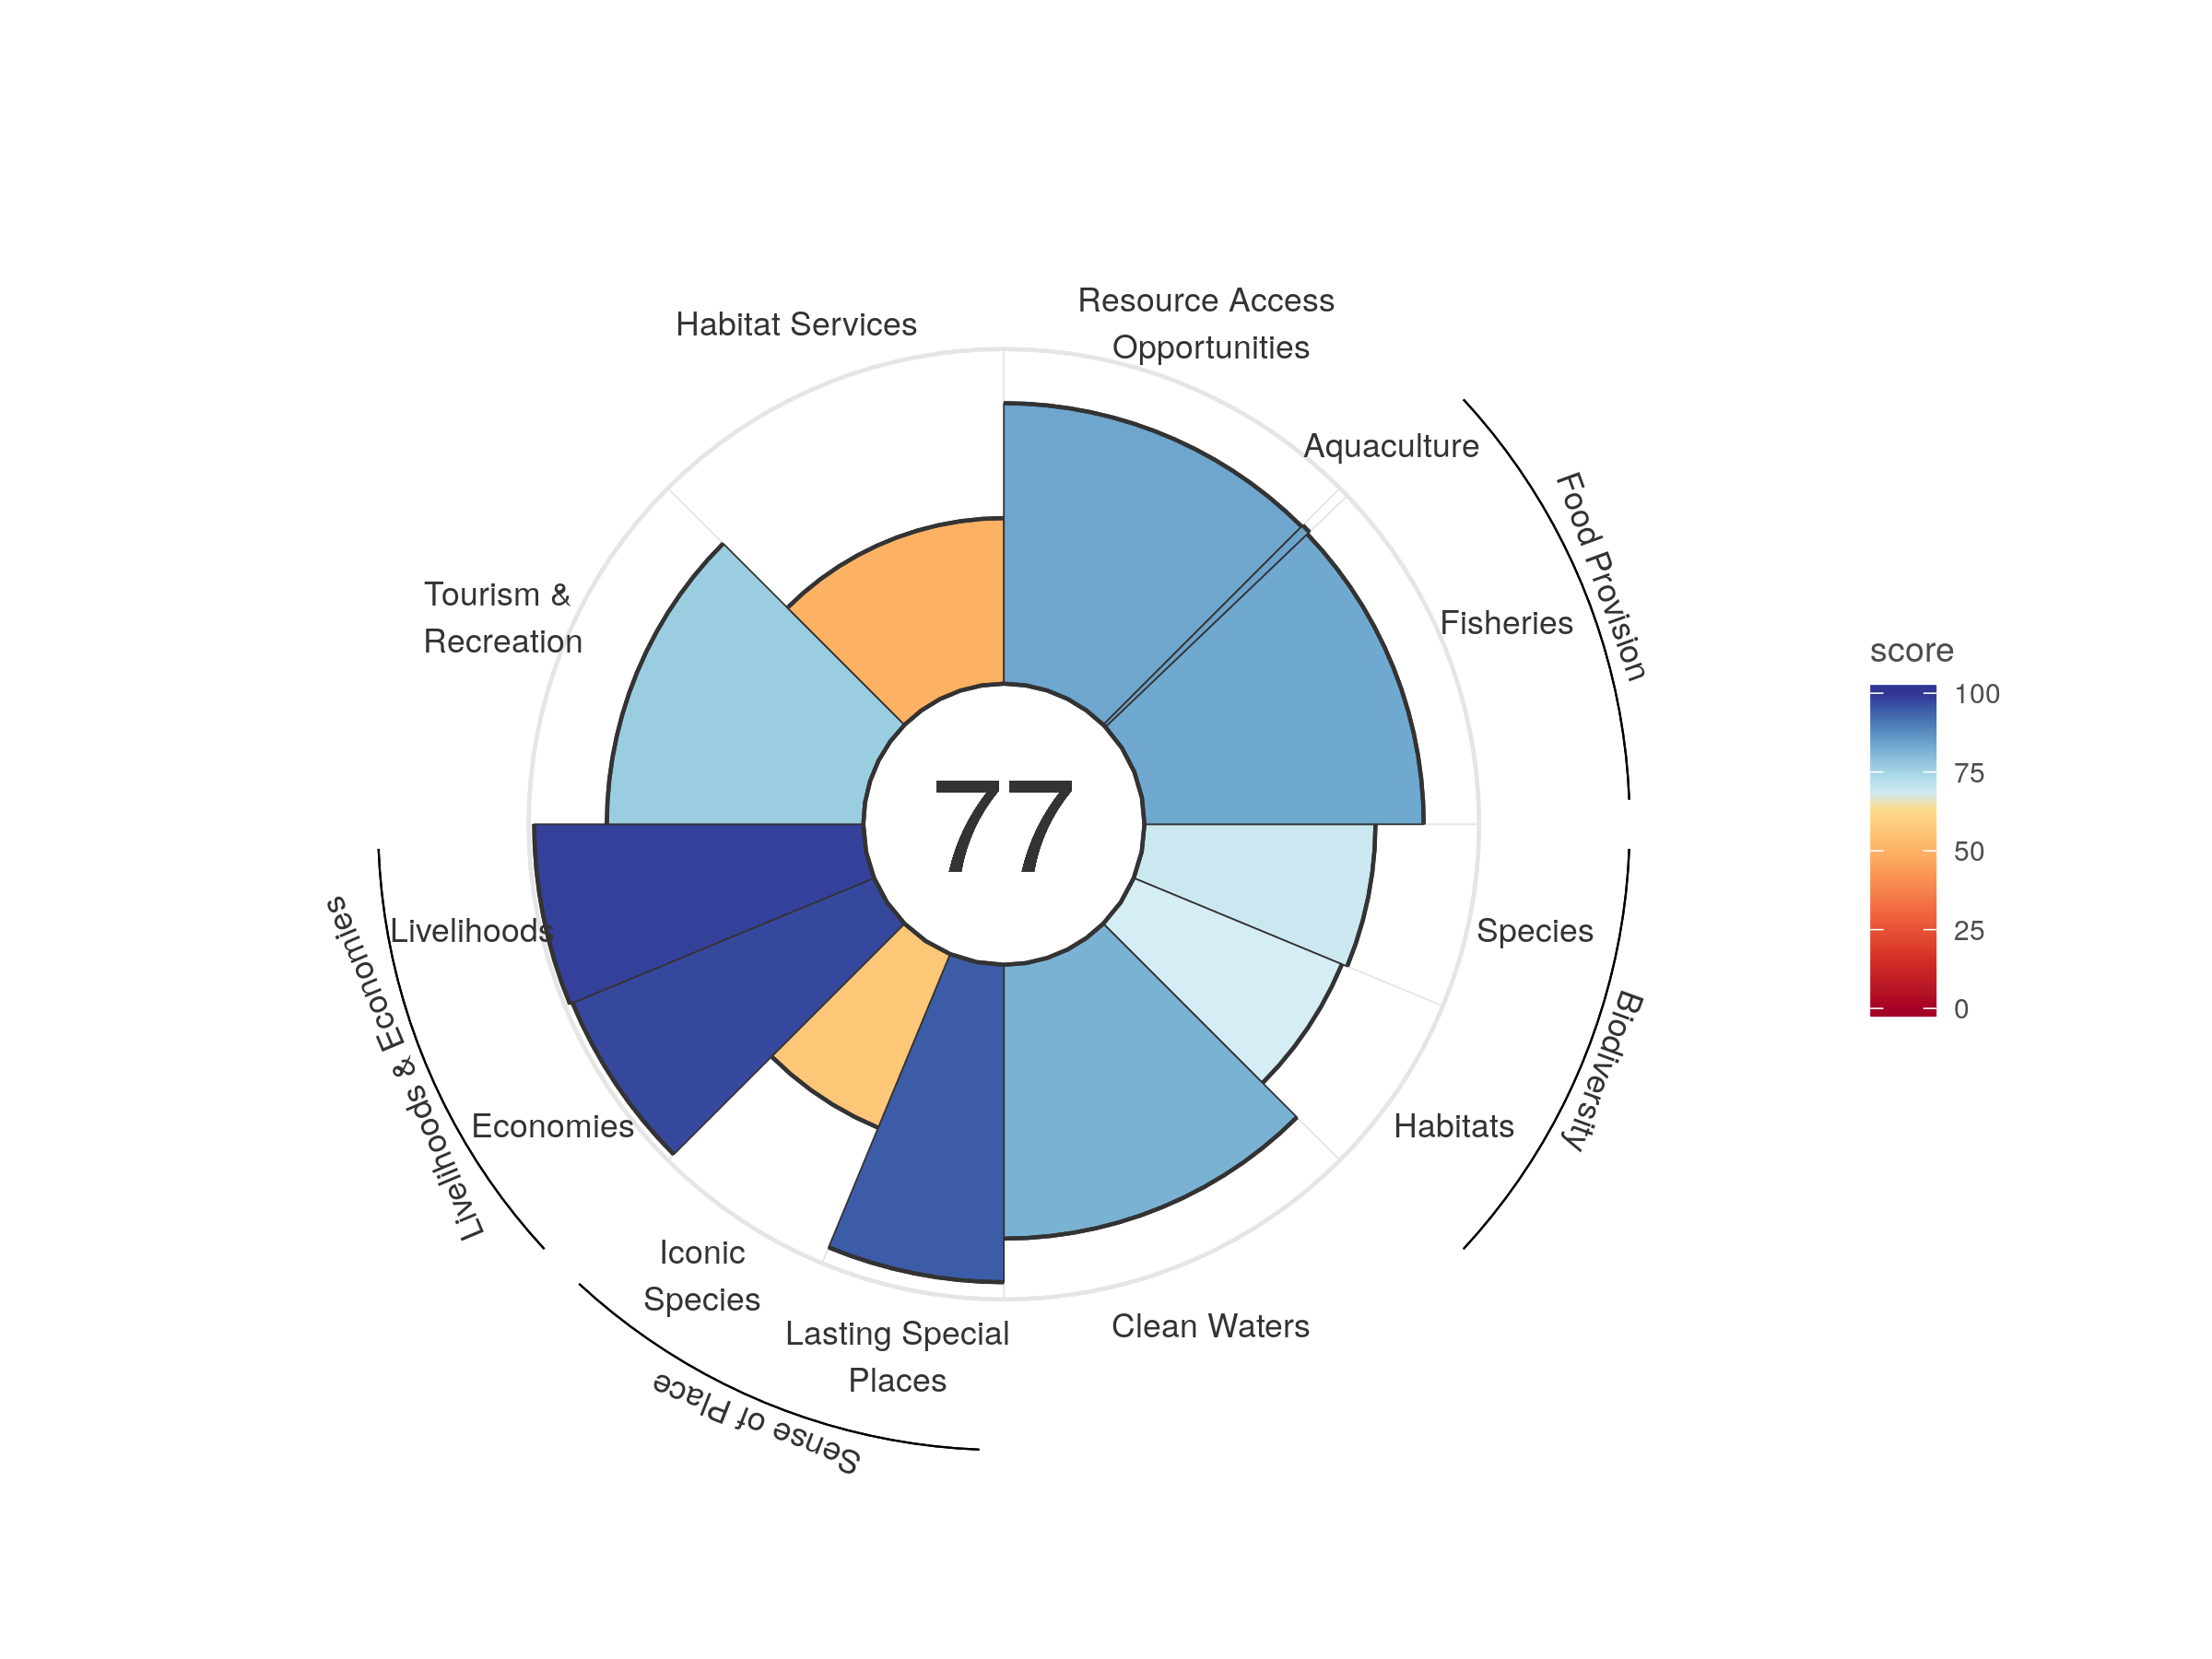 Resource Access
Opportunities
Habitat Services
Aquaculture
Food Provision
Fisheries
Tourism &
Recreation
score
100
75
50
25
0
77
Livelihoods
Species
Livelihoods & Economies
Biodiversity
Economies
Habitats
Iconic
Species
Lasting Special
Places
Clean Waters
Sense of Place